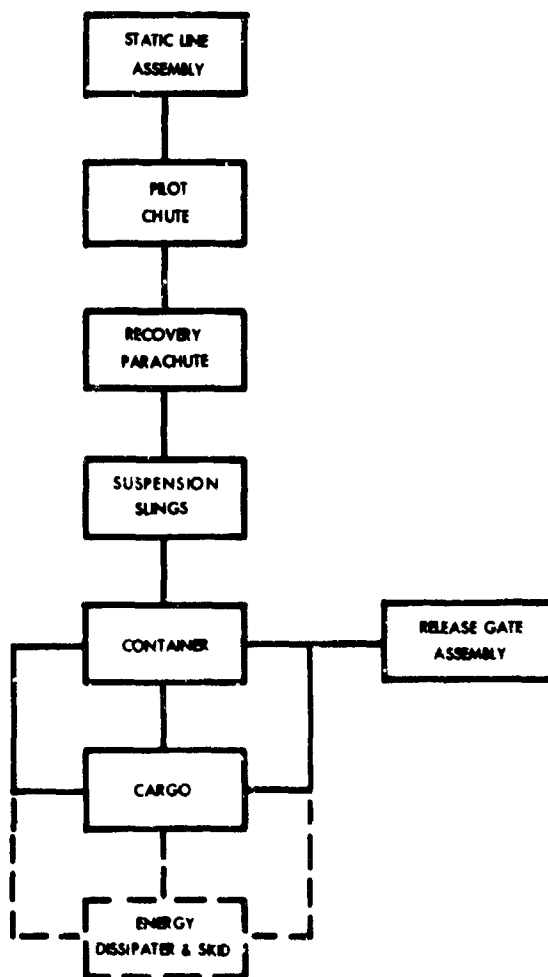 STATIC LINE
ASSEMBLY
PILOT
CHUTE
RECOVERY
PARACHUTE
SUSPENSION
SLINGS
CONTAINER
RELEASE GATE
ASSEMBLY
CARGO
ENERGY
DISSIPATER & SKID